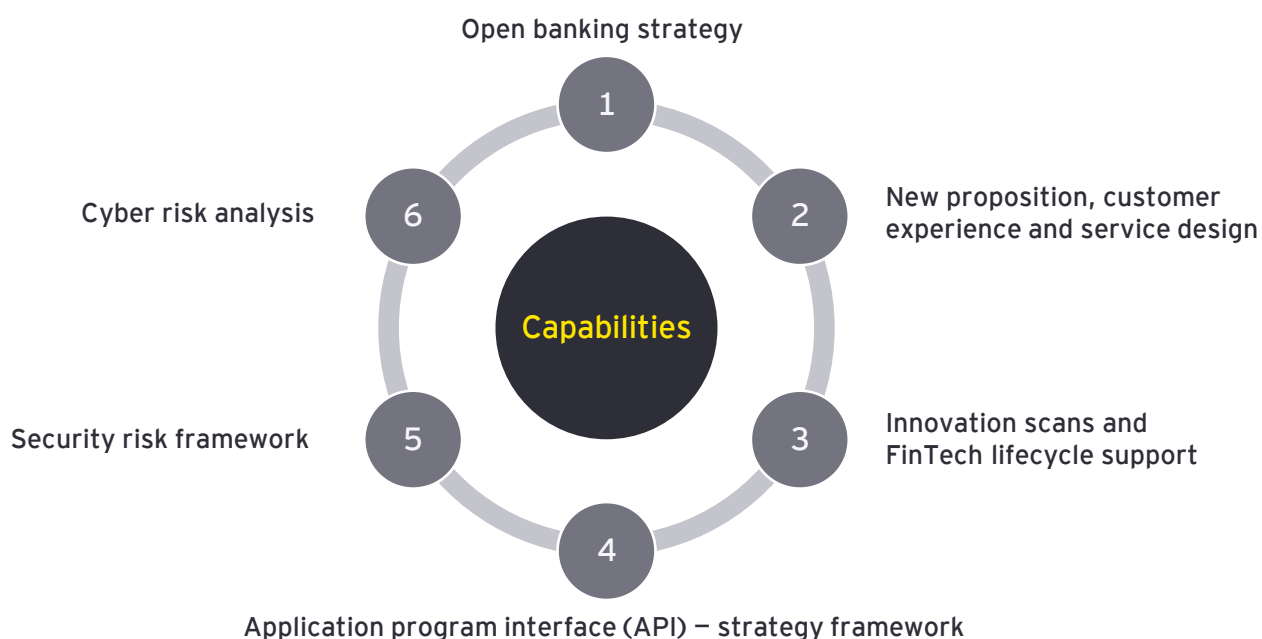 Open banking strategy
1
Cyber risk analysis
6
2
New proposition, customer
experience and service design
Capabilities
Security risk framework
5
3
Innovation scans and
FinTech lifecycle support
4
Application program interface (API) – strategy framework